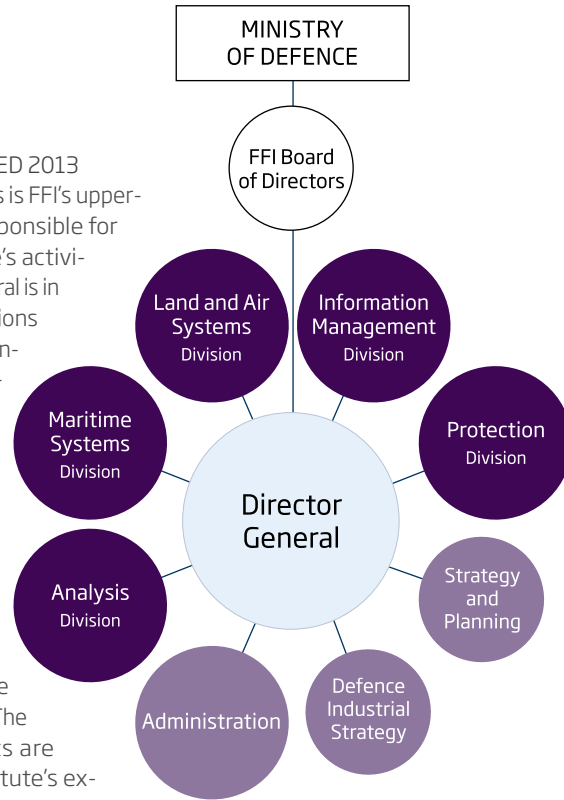 MINISTRY
OF DEFENCE
FFI Board
of Directors
ED 2013
s is FFI's upper-
ponsible for
e's activi-
ral is in
ions
n-
-
Land and Air
Systems
Division
Information
Management
Division
Maritime
Systems
Division
Protection
Division
Director
General
Analysis
Division
Strategy
and
Planning
Administration
Defence
Industrial
Strategy
e
The
s are
tute's ex-